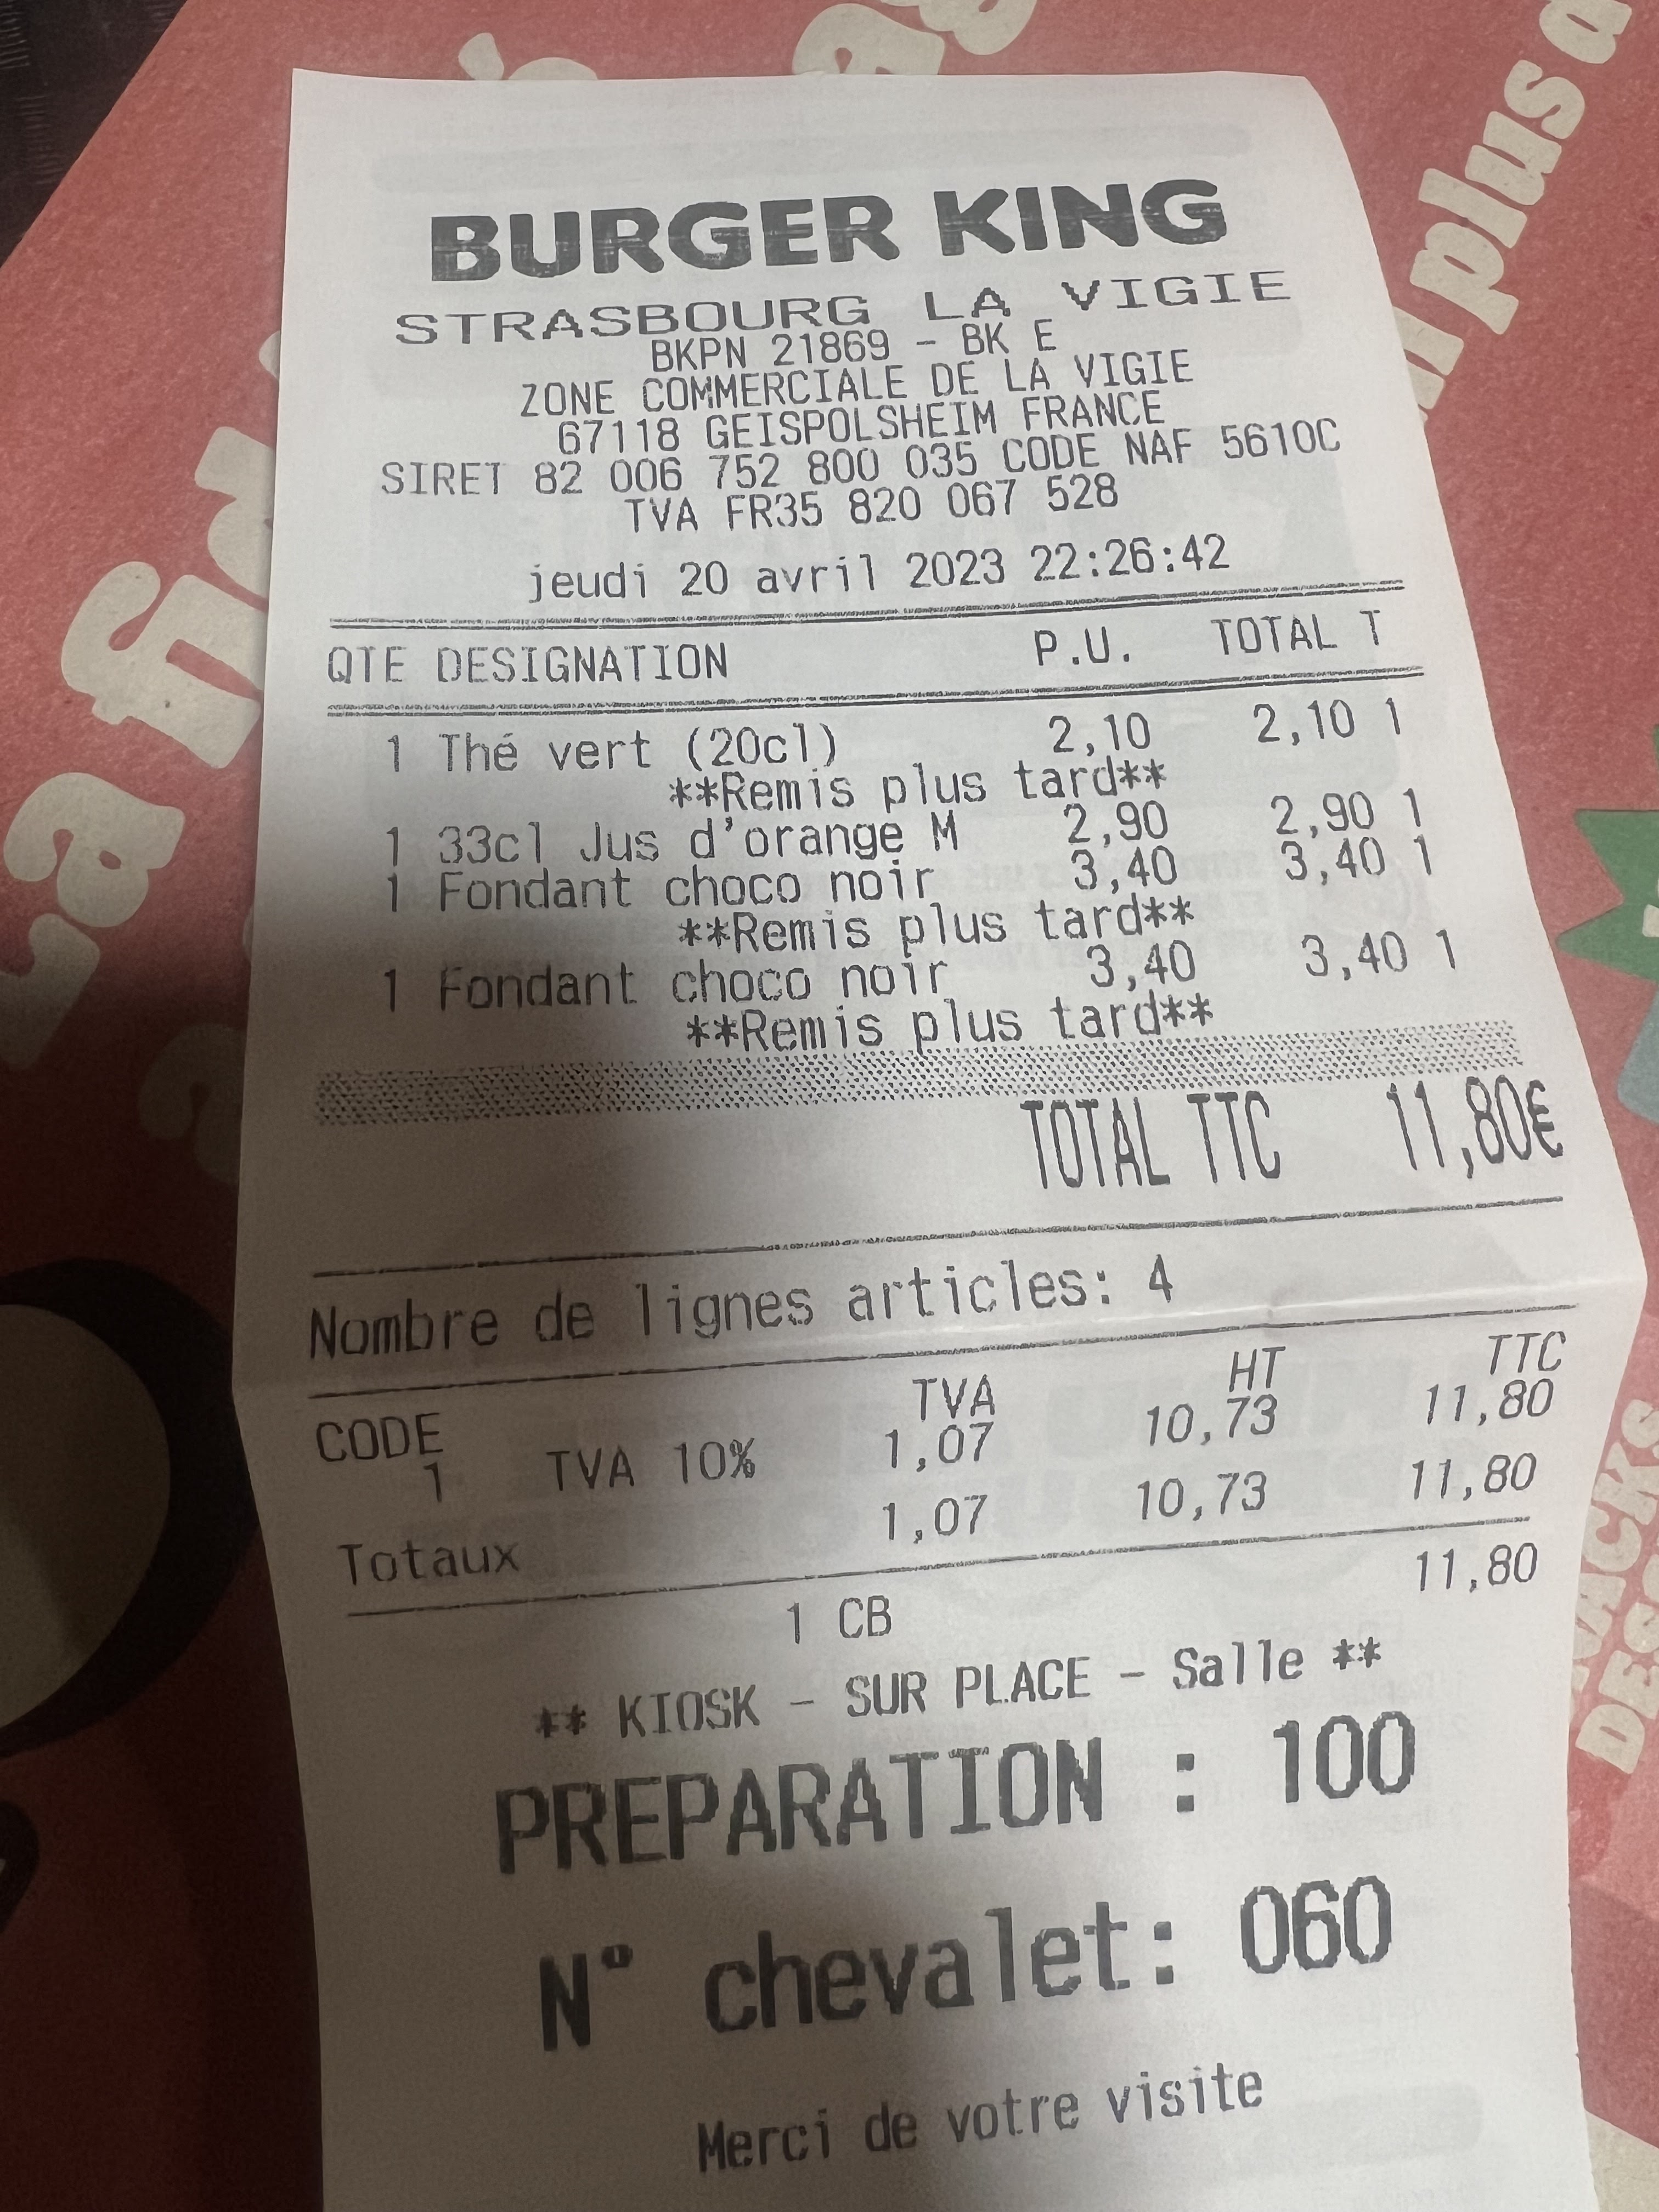 BURGER KING
STRASBOURG LA VIGIE
BKPN 21869 - BK E
ZONE COMMERCIALE DE LA VIGIE
67118 GEISPOLSHEIM FRANCE
SIRET 82 006 752 800 035 CODE NAF 5610C
TVA FR35 820 067 528
jeudi 20 avril 2023 22:26:42
QTE DESIGNATION P.U. TOTAL T
1 Thé vert (20cl) 2,10 2,10 1
**Remis plus tard**
1 33cl Jus d'orange M 2,90 2,90 1
1 Fondant choco noir 3,40 3,40 1
**Remis plus tard**
1 Fondant choco noir 3,40 3,40 1
**Remis plus tard**
TOTAL TTC 11,80€
Nombre de lignes articles: 4
CODE TVA HT TTC
1 TVA 10% 1,07 10,73 11,80
Totaux 1,07 10,73 11,80
1 CB 11,80
** KIOSK - SUR PLACE - Salle **
PREPARATION : 100
N° chevalet: 060
Merci de votre visite
La
plus